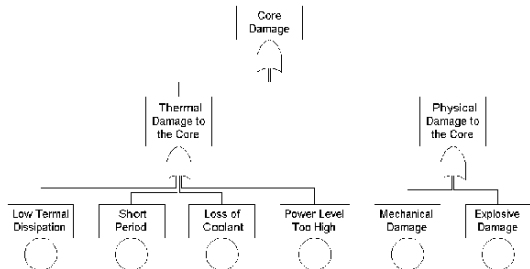 Core
Damage
Thermal
Damage to
the Core
Physical
Damage to
the Core
Low Termal
Dissipation
Short
Period
Loss of
Coolant
Power Level
Too High
Mechanical
Damage
Explosive
Damage